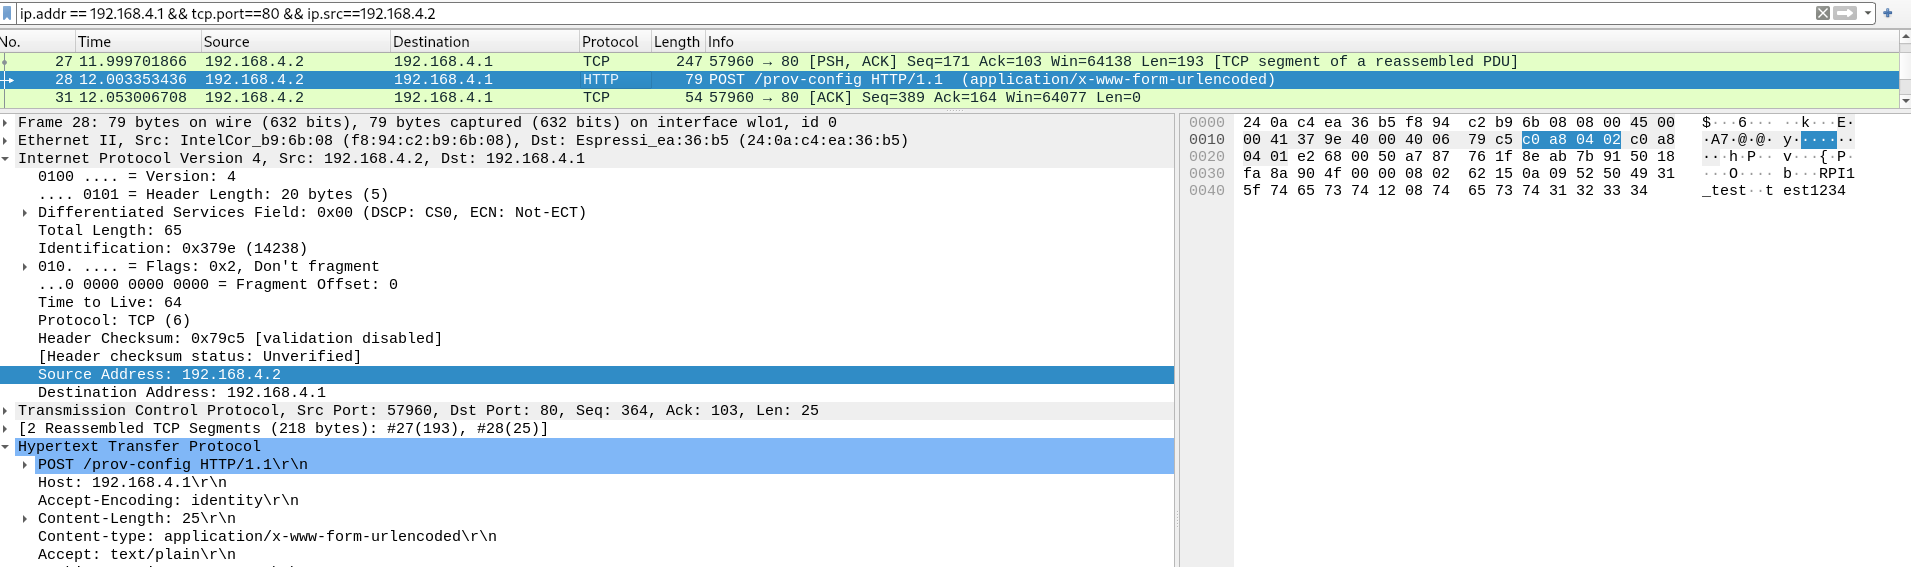 ip.addr == 192.168.4.1 && tcp.port==80 && ip.src==192.168.4.2
No. Time Source Destination Protocol Length Info
27 11.999701866 192.168.4.2 192.168.4.1 TCP 247 57960 → 80 [PSH, ACK] Seq=171 Ack=103 Win=64138 Len=193 [TCP segment of a reassembled PDU]
28 12.003353436 192.168.4.2 192.168.4.1 HTTP 79 POST /prov-config HTTP/1.1  (application/x-www-form-urlencoded)
31 12.053006708 192.168.4.2 192.168.4.1 TCP 54 57960 → 80 [ACK] Seq=389 Ack=164 Win=64077 Len=0
Frame 28: 79 bytes on wire (632 bits), 79 bytes captured (632 bits) on interface wlo1, id 0
Ethernet II, Src: IntelCor_b9:6b:08 (f8:94:c2:b9:6b:08), Dst: Espressi_ea:36:b5 (24:0a:c4:ea:36:b5)
Internet Protocol Version 4, Src: 192.168.4.2, Dst: 192.168.4.1
0100 .... = Version: 4
.... 0101 = Header Length: 20 bytes (5)
Differentiated Services Field: 0x00 (DSCP: CS0, ECN: Not-ECT)
Total Length: 65
Identification: 0x379e (14238)
010. .... = Flags: 0x2, Don't fragment
...0 0000 0000 0000 = Fragment Offset: 0
Time to Live: 64
Protocol: TCP (6)
Header Checksum: 0x79c5 [validation disabled]
[Header checksum status: Unverified]
Source Address: 192.168.4.2
Destination Address: 192.168.4.1
Transmission Control Protocol, Src Port: 57960, Dst Port: 80, Seq: 364, Ack: 103, Len: 25
[2 Reassembled TCP Segments (218 bytes): #27(193), #28(25)]
Hypertext Transfer Protocol
POST /prov-config HTTP/1.1\r\n
Host: 192.168.4.1\r\n
Accept-Encoding: identity\r\n
Content-Length: 25\r\n
Content-type: application/x-www-form-urlencoded\r\n
Accept: text/plain\r\n
0000 24 0a c4 ea 36 b5 f8 94 c2 b9 6b 08 08 00 45 00 $···6··· ··k···E·
0010 00 41 37 9e 40 00 40 06 79 c5 c0 a8 04 02 c0 a8 ·A7·@·@· y·······
0020 04 01 e2 68 00 50 a7 87 76 1f 8e ab 7b 91 50 18 ···h·P·· v···{·P·
0030 fa 8a 90 4f 00 00 08 02 62 15 0a 09 52 50 49 31 ···O···· b···RPI1
0040 5f 74 65 73 74 12 08 74 65 73 74 31 32 33 34 _test··t est1234